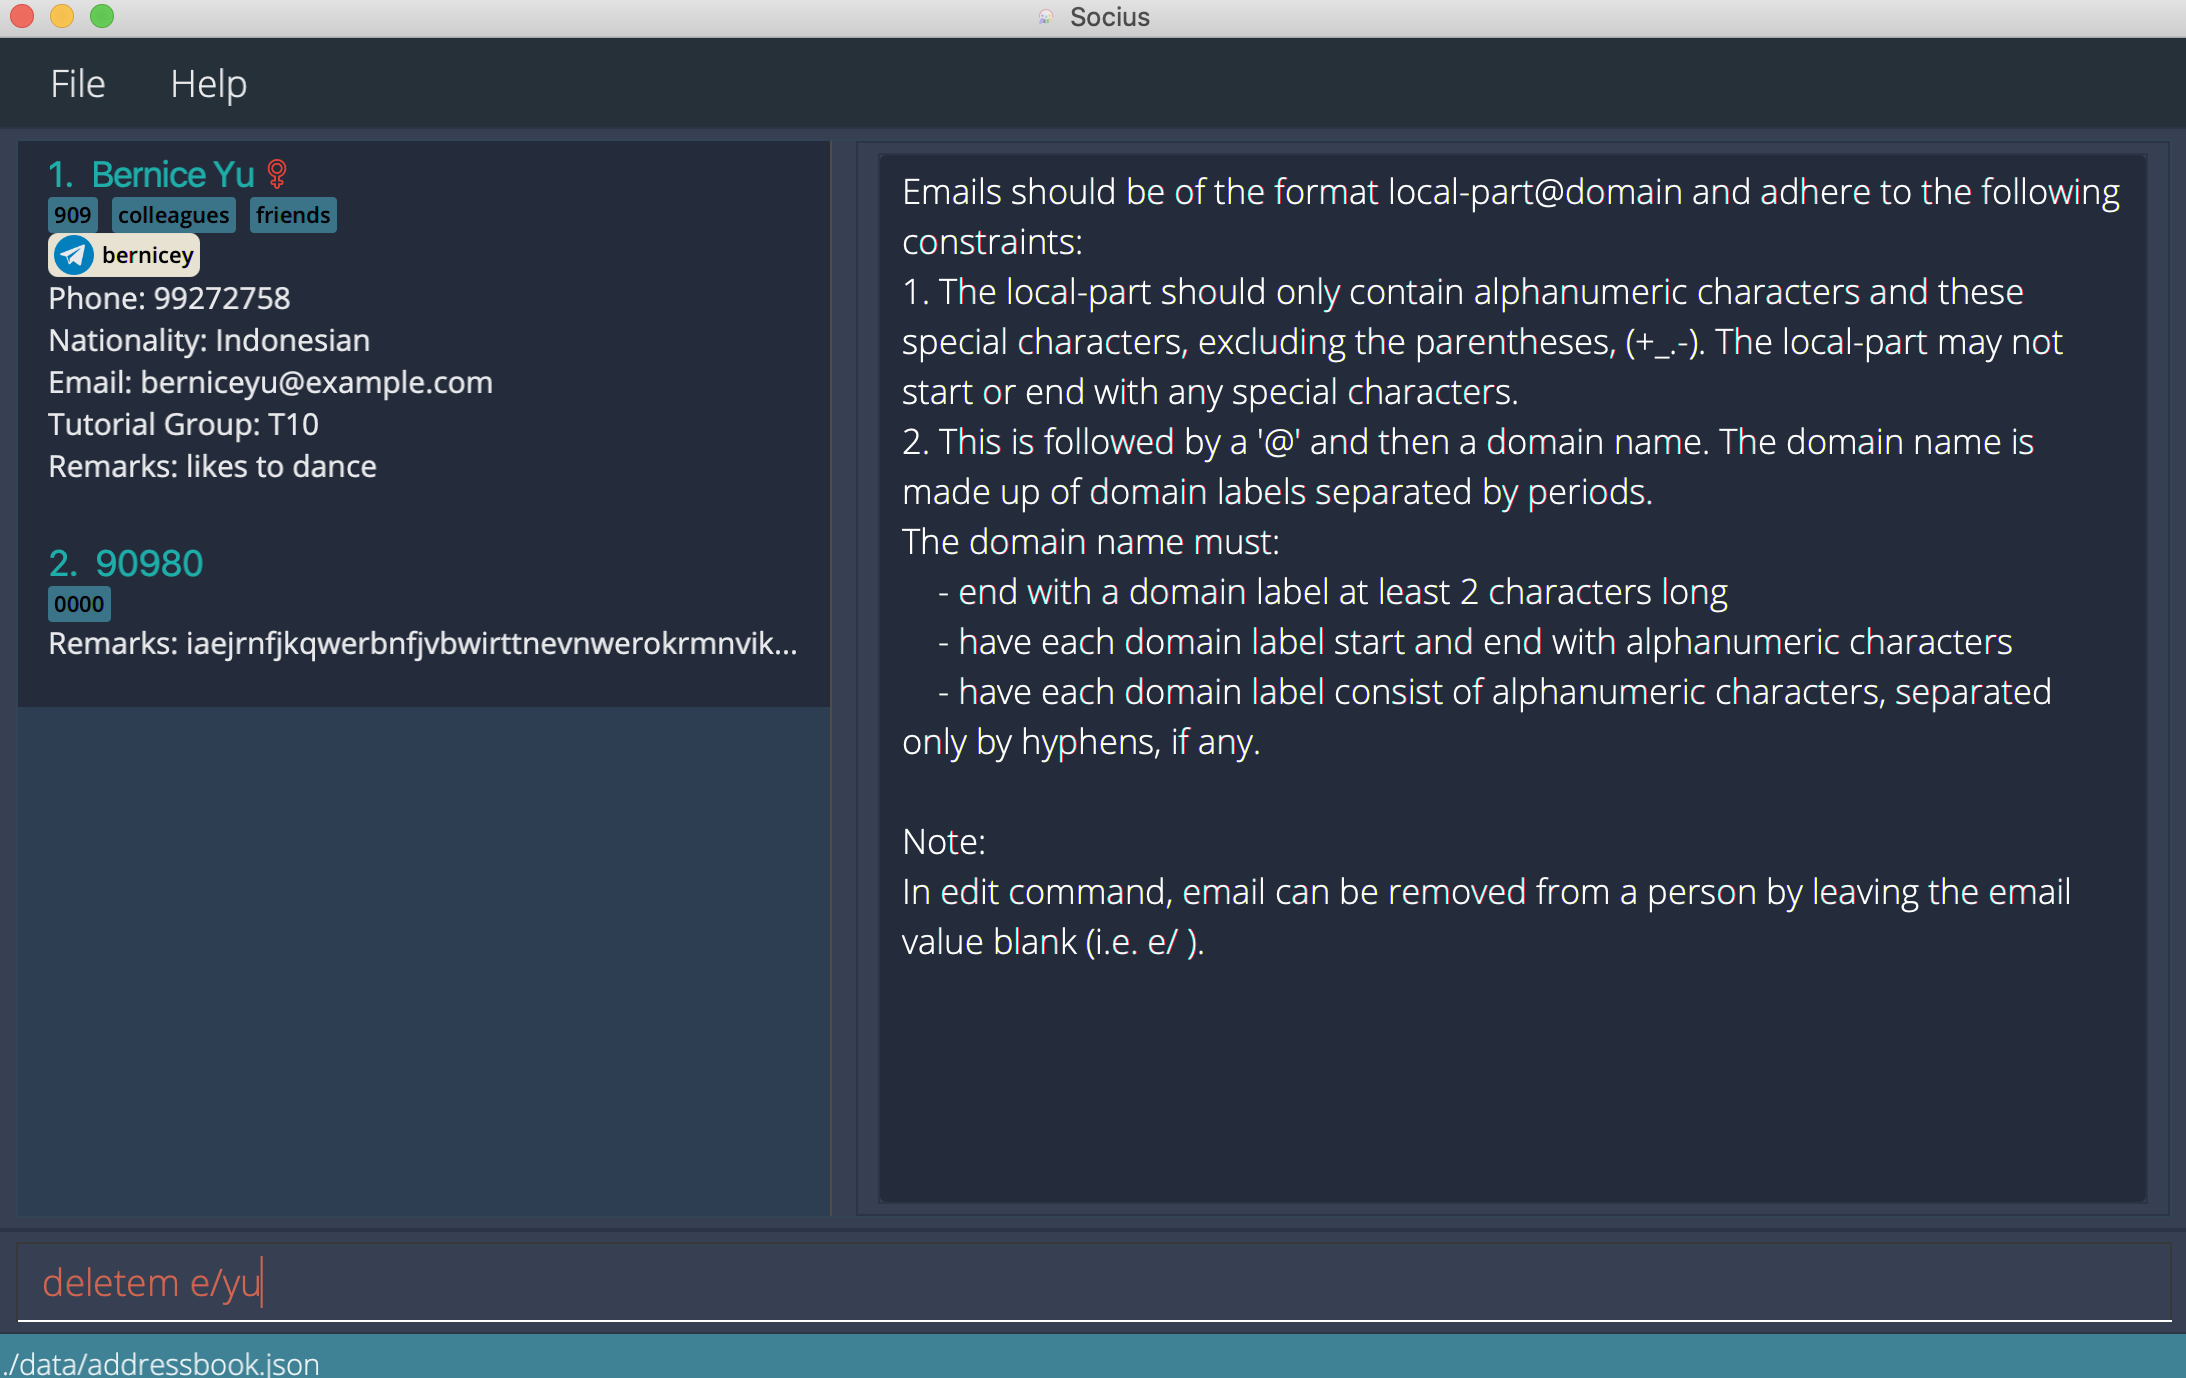 Socius
File Help
1. Bernice Yu
909 colleagues friends
bernicey
Phone: 99272758
Nationality: Indonesian
Email: berniceyu@example.com
Tutorial Group: T10
Remarks: likes to dance
2. 90980
0000
Remarks: iaejrnfjkqwerbnfjvbwirttnevnwerokrmnvik...
Emails should be of the format local-part@domain and adhere to the following
constraints:
1. The local-part should only contain alphanumeric characters and these
special characters, excluding the parentheses, (+_.-). The local-part may not
start or end with any special characters.
2. This is followed by a '@' and then a domain name. The domain name is
made up of domain labels separated by periods.
The domain name must:
- end with a domain label at least 2 characters long
- have each domain label start and end with alphanumeric characters
- have each domain label consist of alphanumeric characters, separated
only by hyphens, if any.
Note:
In edit command, email can be removed from a person by leaving the email
value blank (i.e. e/ ).
deletem e/yu
./data/addressbook.json